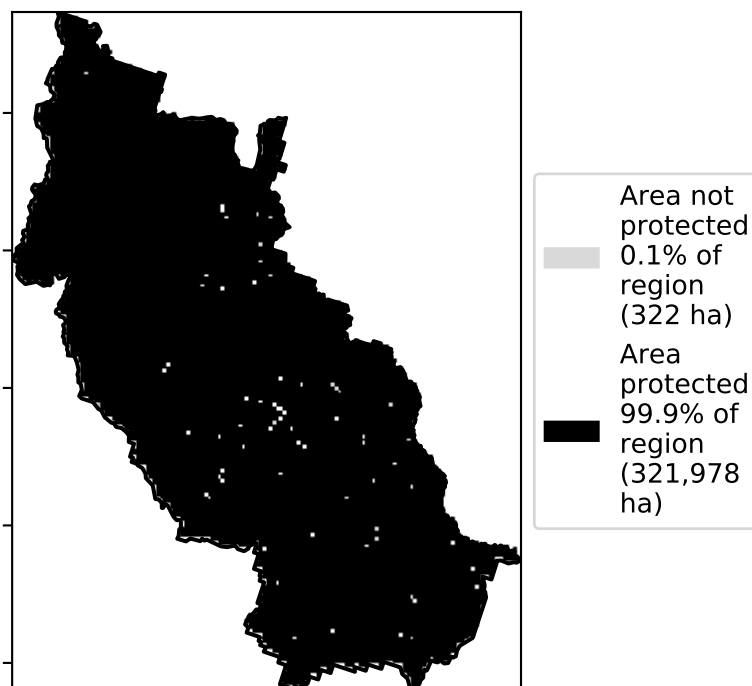 Area not
protected
0.1% of
region
(322 ha)
Area
protected
99.9% of
region
(321,978
ha)